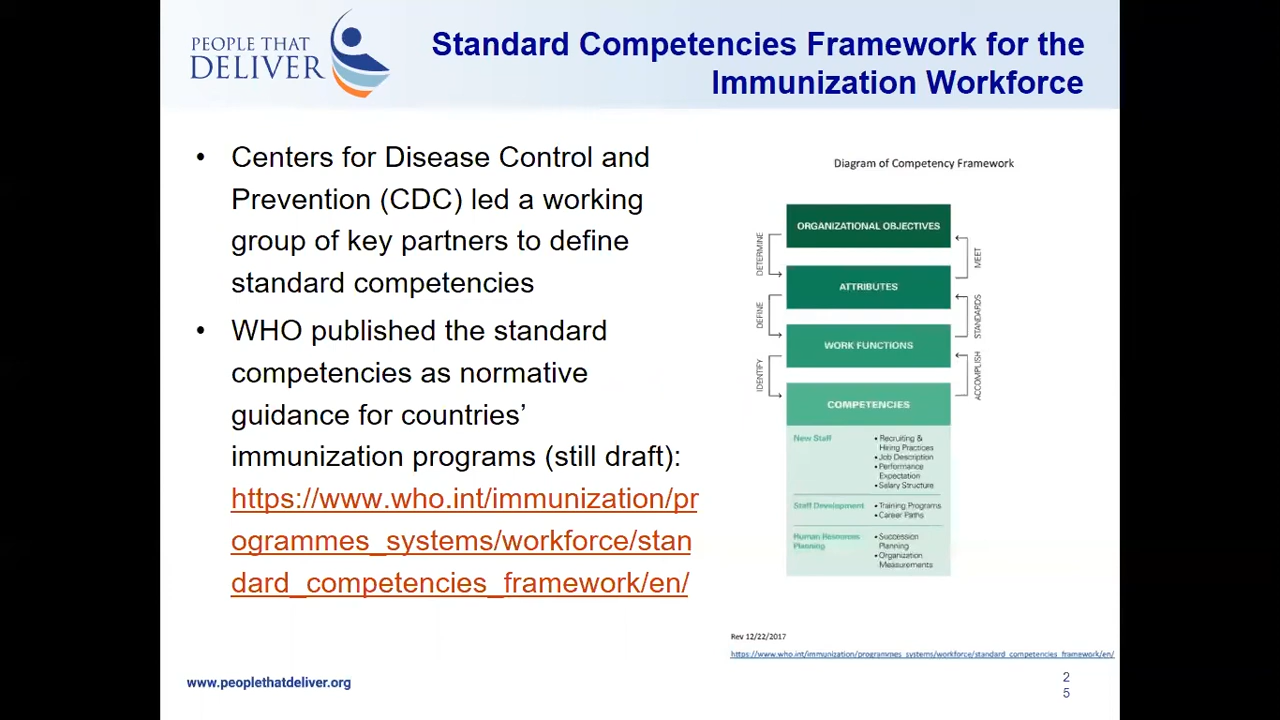 PEOPLE THAT
DELIVER
Standard Competencies Framework for the
Immunization Workforce
• Centers for Disease Control and
Prevention (CDC) led a working
group of key partners to define
standard competencies
• WHO published the standard
competencies as normative
guidance for countries’
immunization programs (still draft):
https://www.who.int/immunization/pr
ogrammes_systems/workforce/stan
dard_competencies_framework/en/
Diagram of Competency Framework
ORGANIZATIONAL OBJECTIVES
DETERMINE
MEET
ATTRIBUTES
DEFINE
STANDARDS
WORK FUNCTIONS
IDENTIFY
ACCOMPLISH
COMPETENCIES
New Staff
• Recruiting &
Hiring Practices
• Job Description
• Performance
Expectation
• Salary Structure
Staff Development
• Training Programs
• Career Paths
Human Resources
Planning
• Succession
Planning
• Organization
Measurements
Rev 12/22/2017
https://www.who.int/immunization/programmes_systems/workforce/standard_competencies_framework/en/
www.peoplethatdeliver.org
2
5